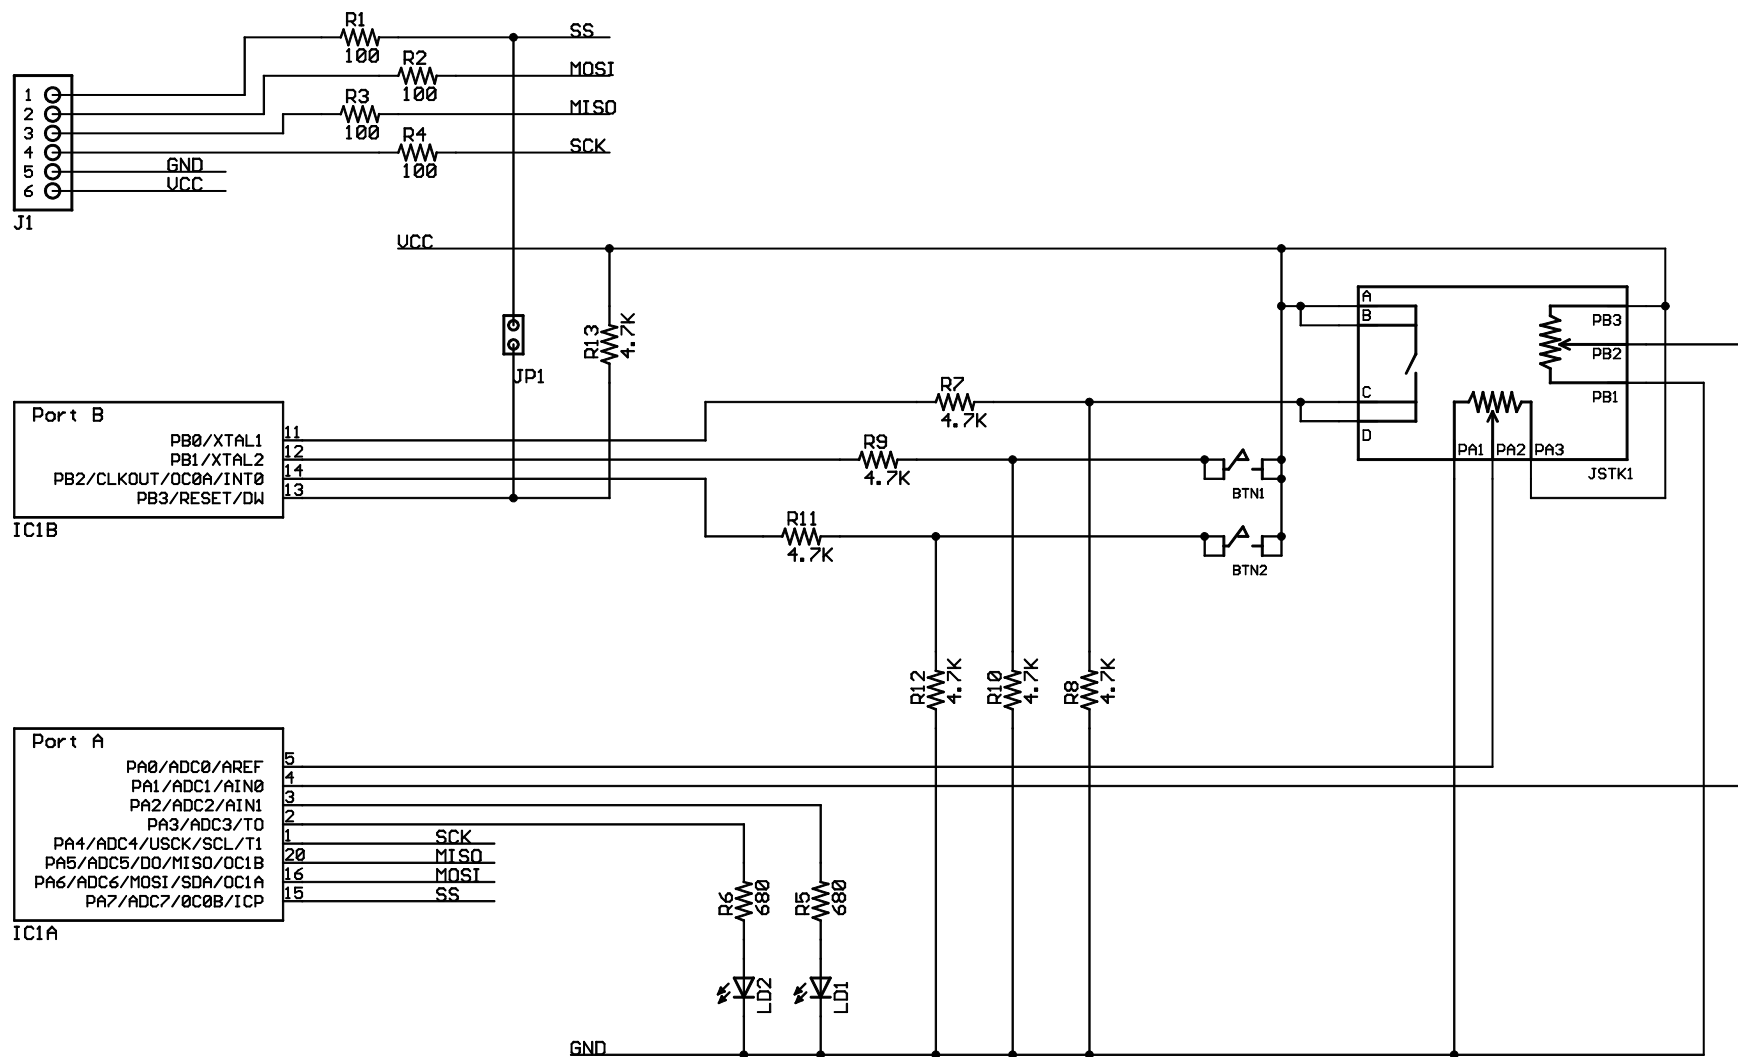 R1
100
SS
R2
100
MOSI
R3
100
MISO
R4
100
SCK
1
2
3
4
5
6
GND
VCC
J1
VCC
R13
4.7K
JP1
A
B
C
D
PB3
PB2
PB1
PA1
PA2
PA3
JSTK1
R7
4.7K
R9
4.7K
R11
4.7K
BTN1
BTN2
Port B
PB0/XTAL1
11
PB1/XTAL2
12
PB2/CLKOUT/OC0A/INT0
14
PB3/RESET/DW
13
IC1B
R12
4.7K
R10
4.7K
R8
4.7K
Port A
PA0/ADC0/AREF
5
PA1/ADC1/AIN0
4
PA2/ADC2/AIN1
3
PA3/ADC3/TO
2
PA4/ADC4/USCK/SCL/T1
1
SCK
PA5/ADC5/DO/MISO/OC1B
20
MISO
PA6/ADC6/MOSI/SDA/OC1A
16
MOSI
PA7/ADC7/0C0B/ICP
15
SS
IC1A
R6
680
R5
680
LD2
LD1
GND